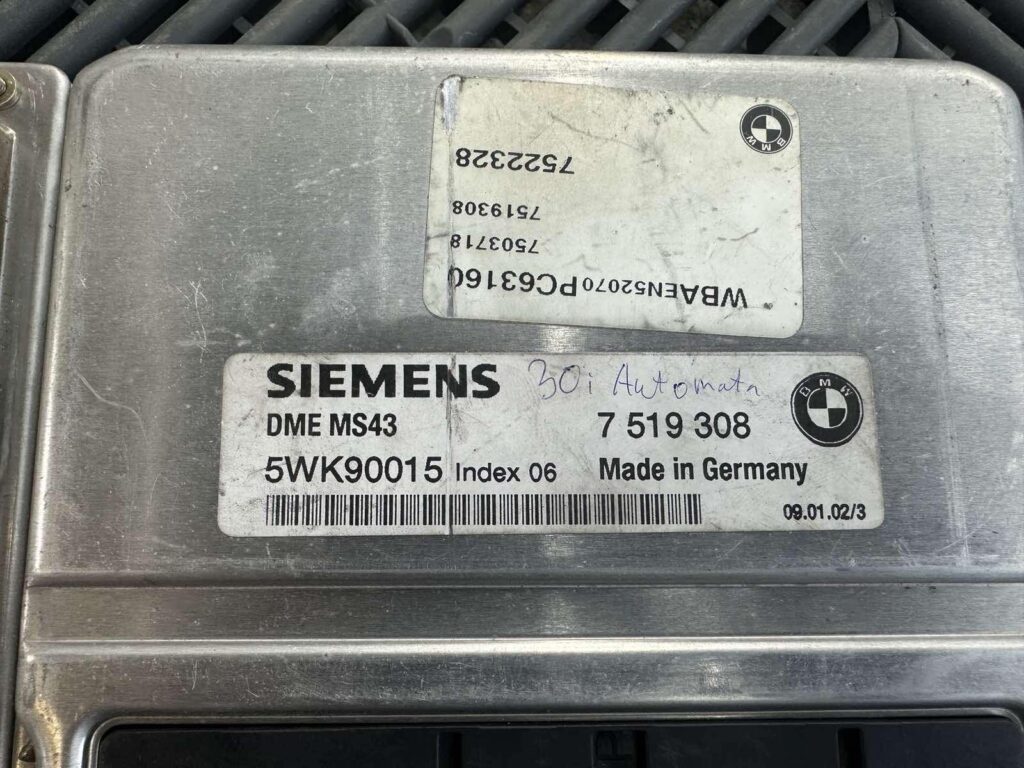 BMW
7522328
7519308
7503718
WBAEN52070PC63160
SIEMENS 30i Automata
DME MS43 7 519 308
BMW
5WK90015 Index 06 Made in Germany
09.01.02/3